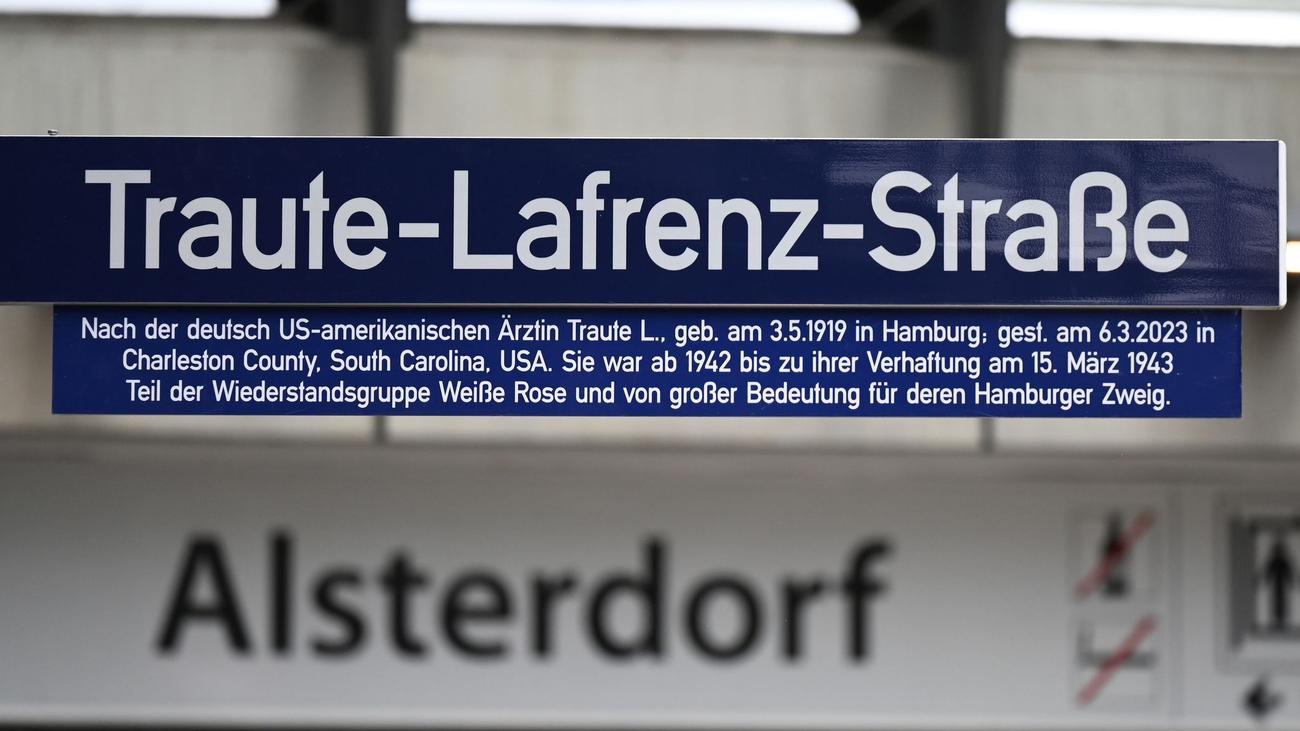 Traute-Lafrenz-Straße
Nach der deutsch US-amerikanischen Ärztin Traute L., geb. am 3.5.1919 in Hamburg; gest. am 6.3.2023 in
Charleston County, South Carolina, USA. Sie war ab 1942 bis zu ihrer Verhaftung am 15. März 1943
Teil der Wiederstandsgruppe Weiße Rose und von großer Bedeutung für deren Hamburger Zweig.
Alsterdorf